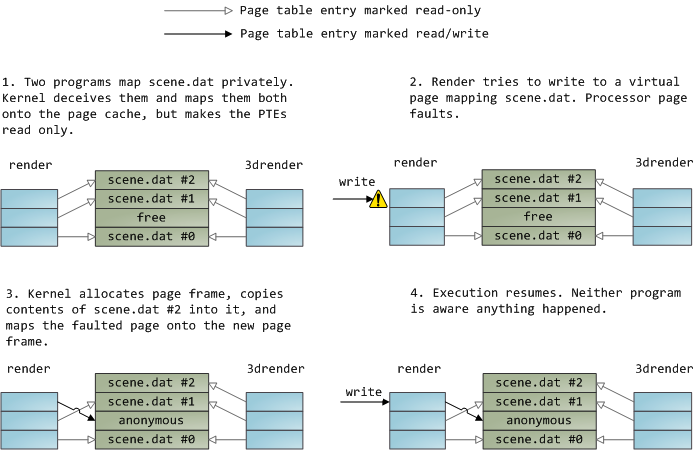 Page table entry marked read-only
Page table entry marked read/write
1. Two programs map scene.dat privately.
Kernel deceives them and maps them both
onto the page cache, but makes the PTEs
read only.
render
3drender
scene.dat #2
scene.dat #1
free
scene.dat #0
2. Render tries to write to a virtual
page mapping scene.dat. Processor page
faults.
render
3drender
write
scene.dat #2
scene.dat #1
free
scene.dat #0
3. Kernel allocates page frame, copies
contents of scene.dat #2 into it, and
maps the faulted page onto the new page
frame.
render
3drender
scene.dat #2
scene.dat #1
anonymous
scene.dat #0
4. Execution resumes. Neither program
is aware anything happened.
render
3drender
write
scene.dat #2
scene.dat #1
anonymous
scene.dat #0